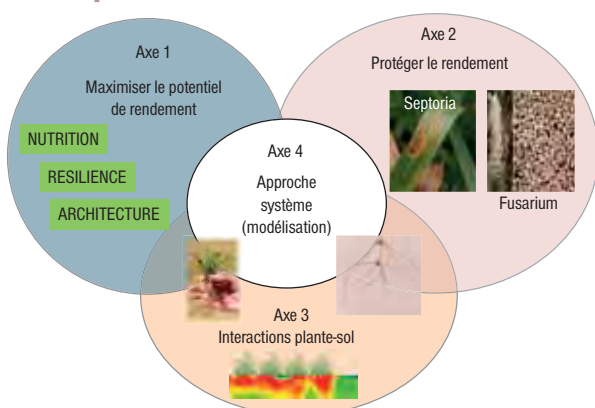 Axe 1
Maximiser le potentiel
de rendement
NUTRITION
RESILIENCE
ARCHITECTURE
Axe 2
Protéger le rendement
Septoria
Fusarium
Axe 4
Approche
système
(modélisation)
Axe 3
Interactions plante-sol